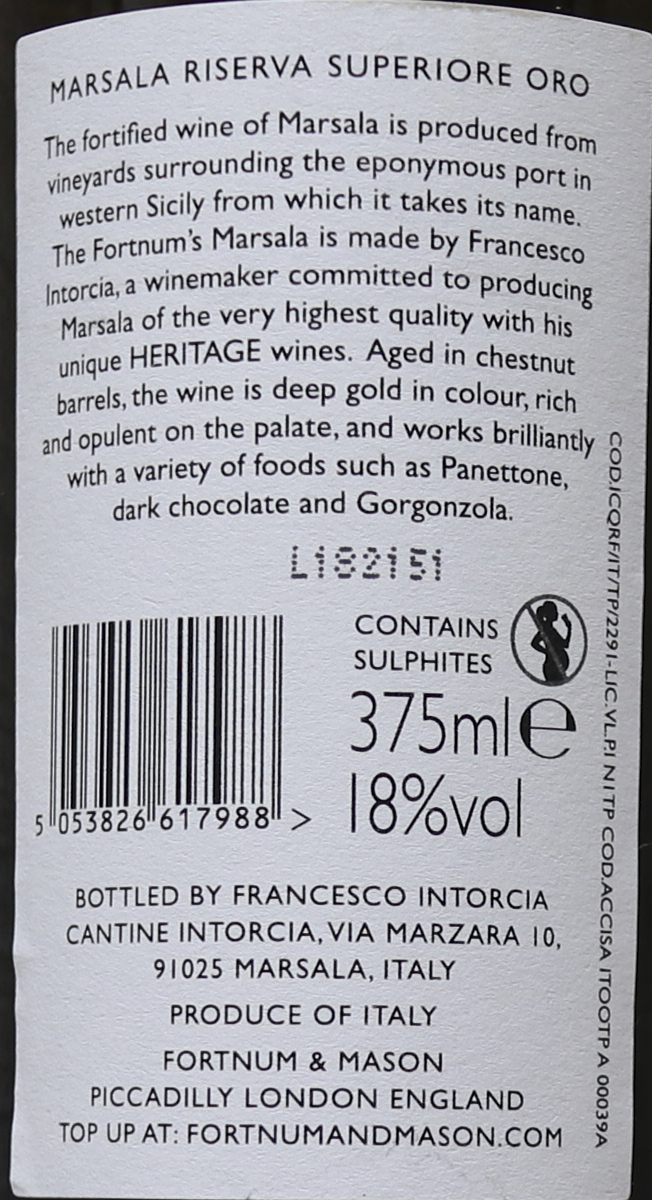 MARSALA RISERVA SUPERIORE ORO
The fortified wine of Marsala is produced from
vineyards surrounding the eponymous port in
western Sicily from which it takes its name.
The Fortnum's Marsala is made by Francesco
Intorcia, a winemaker committed to producing
Marsala of the very highest quality with his
unique HERITAGE wines. Aged in chestnut
barrels, the wine is deep gold in colour, rich
and opulent on the palate, and works brilliantly
with a variety of foods such as Panettone,
dark chocolate and Gorgonzola.
L182151
CONTAINS
SULPHITES
375ml e
18%vol
5 053826 617988 >
BOTTLED BY FRANCESCO INTORCIA
CANTINE INTORCIA, VIA MARZARA 10,
91025 MARSALA, ITALY
PRODUCE OF ITALY
FORTNUM & MASON
PICCADILLY LONDON ENGLAND
TOP UP AT: FORTNUMANDMASON.COM
COD.ICQRF/IT/TP/2291-LIC.VI.P.I NI TP COD.ACCISA ITOOTP A 00039A